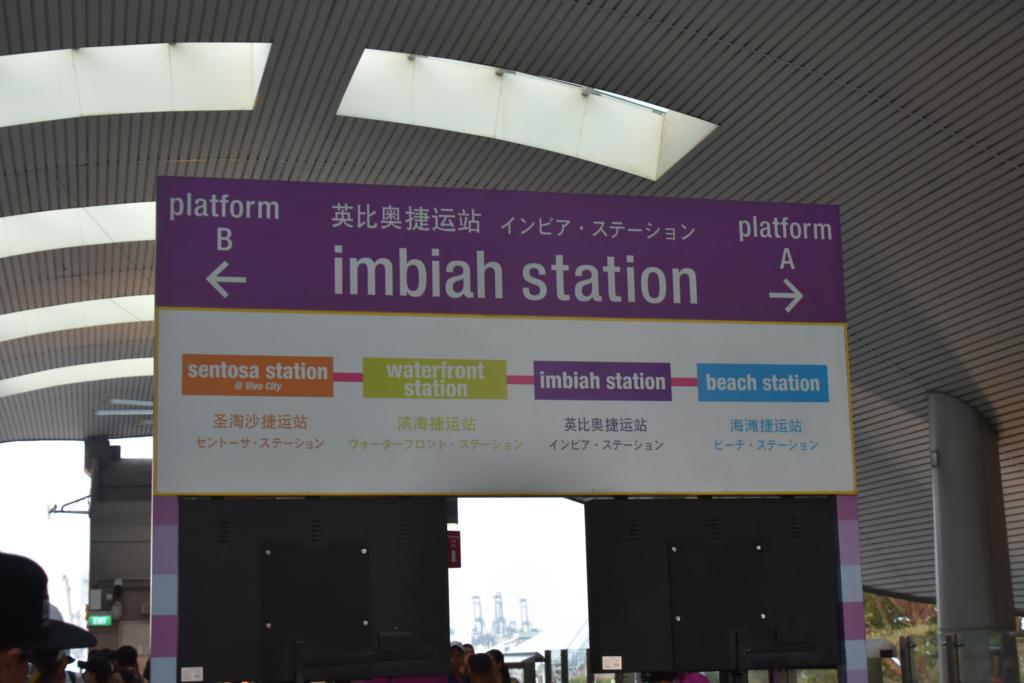 platform
B
←
英比奥捷运站 インビア・ステーション
imbiah station
platform
A
→
sentosa station
@ Vivo City
圣淘沙捷运站
セントーサ・ステーション
waterfront
station
滨海捷运站
ウォーターフロント・ステーション
imbiah station
英比奥捷运站
インビア・ステーション
beach station
海滩捷运站
ビーチ・ステーション
EXIT